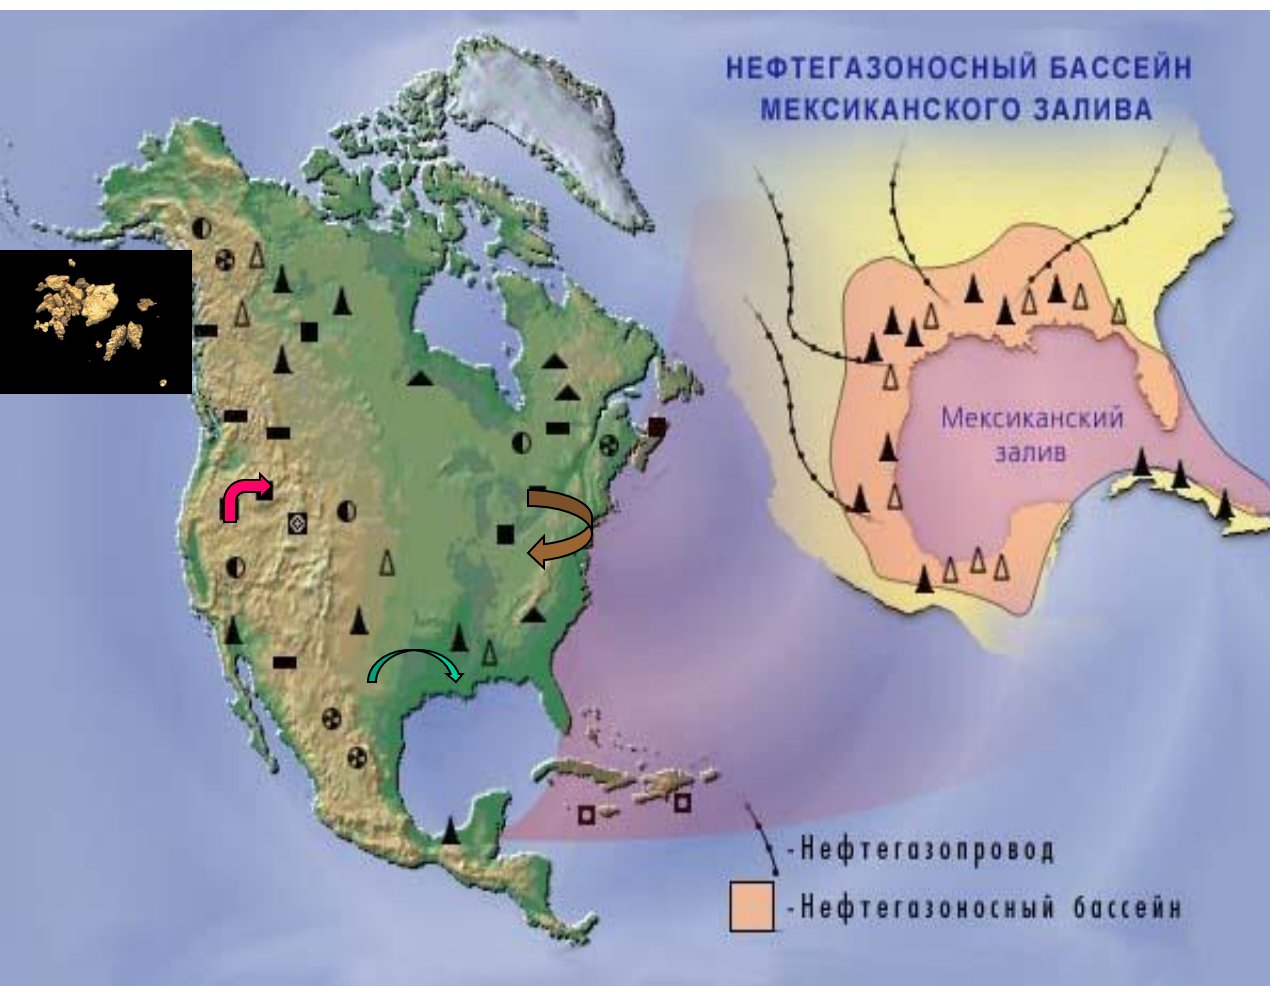 НЕФТЕГАЗОНОСНЫЙ БАССЕЙН
МЕКСИКАНСКОГО ЗАЛИВА
Мексиканский
залив
-Нефтегазопровод
-Нефтегазоносный бассейн